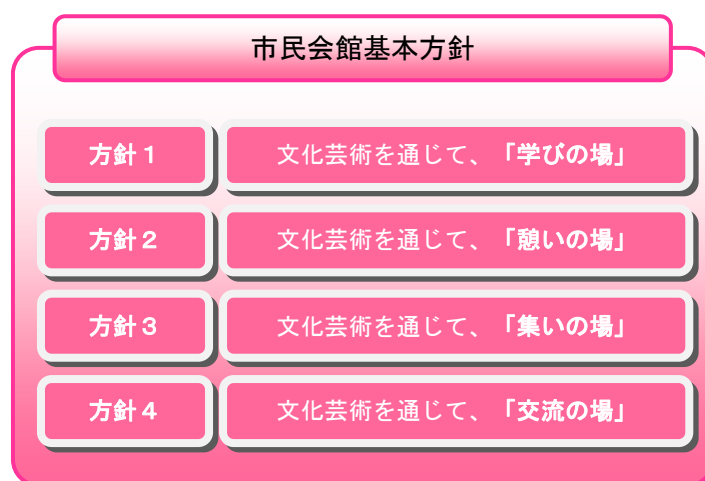 市民会館基本方針
方針１ 文化芸術を通じて、「学びの場」
方針２ 文化芸術を通じて、「憩いの場」
方針３ 文化芸術を通じて、「集いの場」
方針４ 文化芸術を通じて、「交流の場」